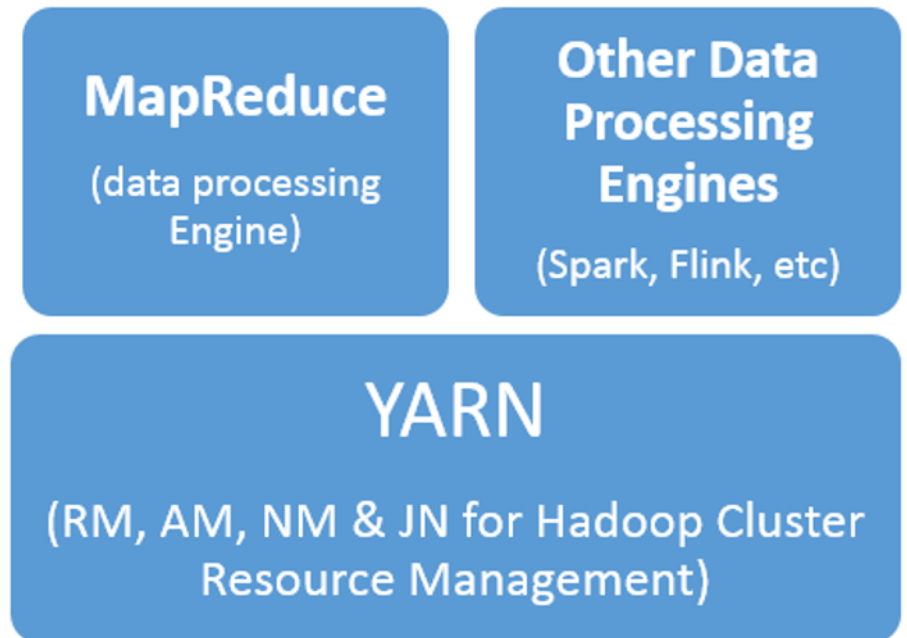 MapReduce
(data processing
Engine)
Other Data
Processing
Engines
(Spark, Flink, etc)
YARN
(RM, AM, NM & JN for Hadoop Cluster
Resource Management)